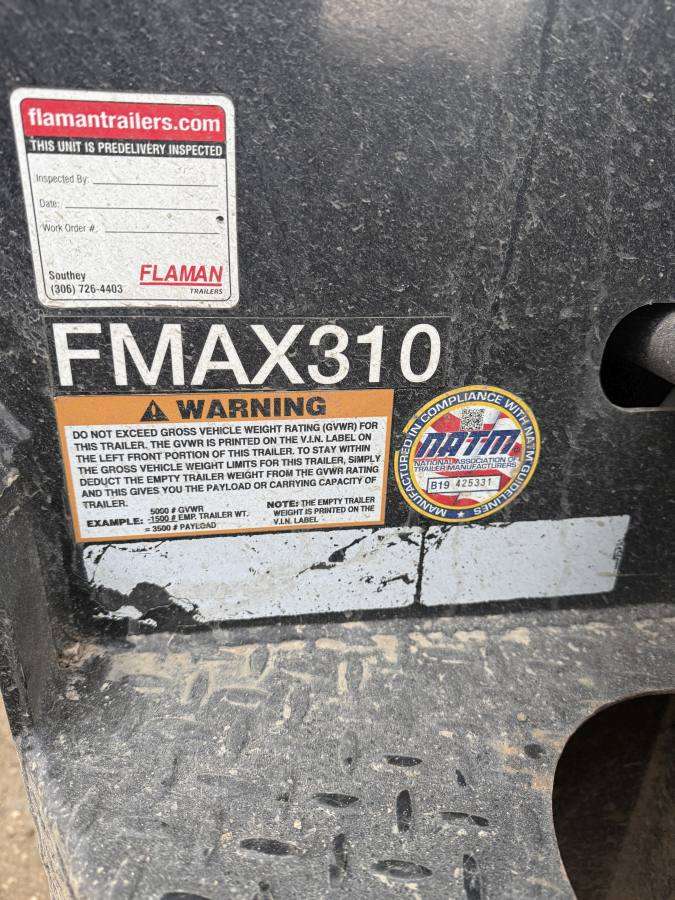 flamantrailers.com
THIS UNIT IS PREDELIVERY INSPECTED
Inspected By:
Date:
Work Order #
Southey
(306) 726-4403
FLAMAN
TRAILERS
FMAX310
WARNING
DO NOT EXCEED GROSS VEHICLE WEIGHT RATING (GVWR) FOR
THIS TRAILER. THE GVWR IS PRINTED ON THE V.I.N. LABEL ON
THE LEFT FRONT PORTION OF THIS TRAILER. TO STAY WITHIN
THE GROSS VEHICLE WEIGHT LIMITS FOR THIS TRAILER, SIMPLY
DEDUCT THE EMPTY TRAILER WEIGHT FROM THE GVWR RATING
AND THIS GIVES YOU THE PAYLOAD OR CARRYING CAPACITY OF
TRAILER.
5000 # GVWR
EXAMPLE: -1500 # EMP. TRAILER WT.
= 3500 # PAYLOAD
NOTE: THE EMPTY TRAILER
WEIGHT IS PRINTED ON THE
V.I.N. LABEL
MANUFACTURED IN COMPLIANCE WITH NATM GUIDELINES
NATM
NATIONAL ASSOCIATION OF
TRAILER MANUFACTURERS
B19 425331